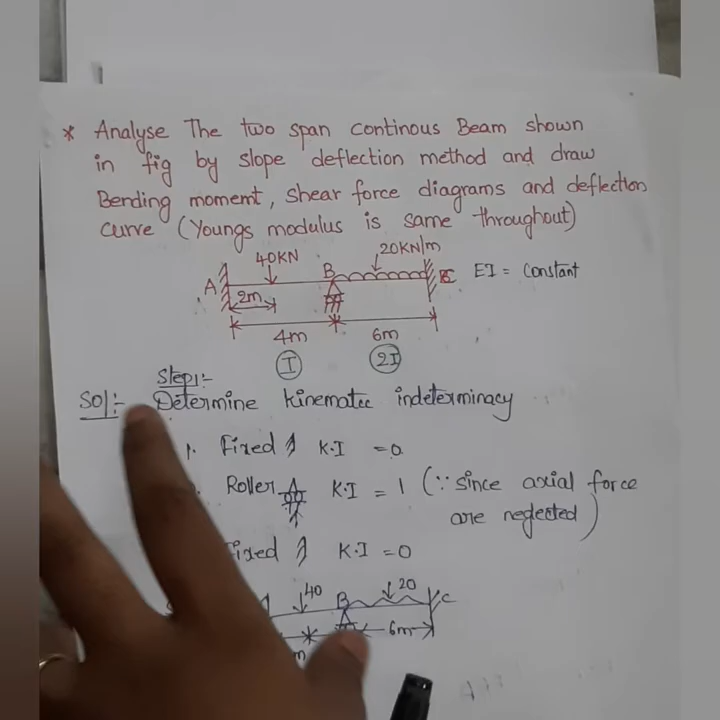 * Analyse The two span continous Beam shown
in fig by slope deflection method and draw
Bending moment, shear force diagrams and deflection
curve (Youngs modulus is same throughout)
40KN 20KN/m
A B C EI = constant
2m
4m 6m
I 2I
Step1:-
Sol:- Determine kinematic indeterminacy
1. Fixed K.I = 0
Roller K.I = 1 (∵ since axial force
are neglected)
Fixed K.I = 0
40 B 20 C
6m
m